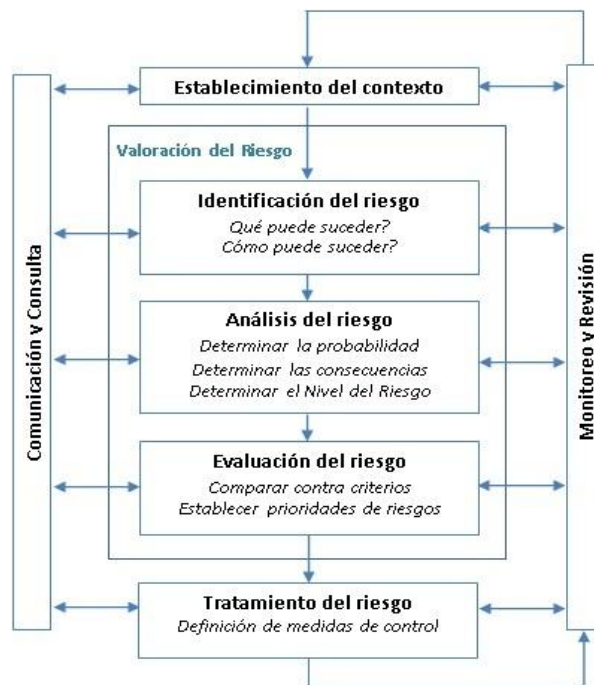 Establecimiento del contexto
Valoración del Riesgo
Identificación del riesgo
Qué puede suceder?
Cómo puede suceder?
Análisis del riesgo
Determinar la probabilidad
Determinar las consecuencias
Determinar el Nivel del Riesgo
Evaluación del riesgo
Comparar contra criterios
Establecer prioridades de riesgos
Tratamiento del riesgo
Definición de medidas de control
Comunicación y Consulta
Monitoreo y Revisión